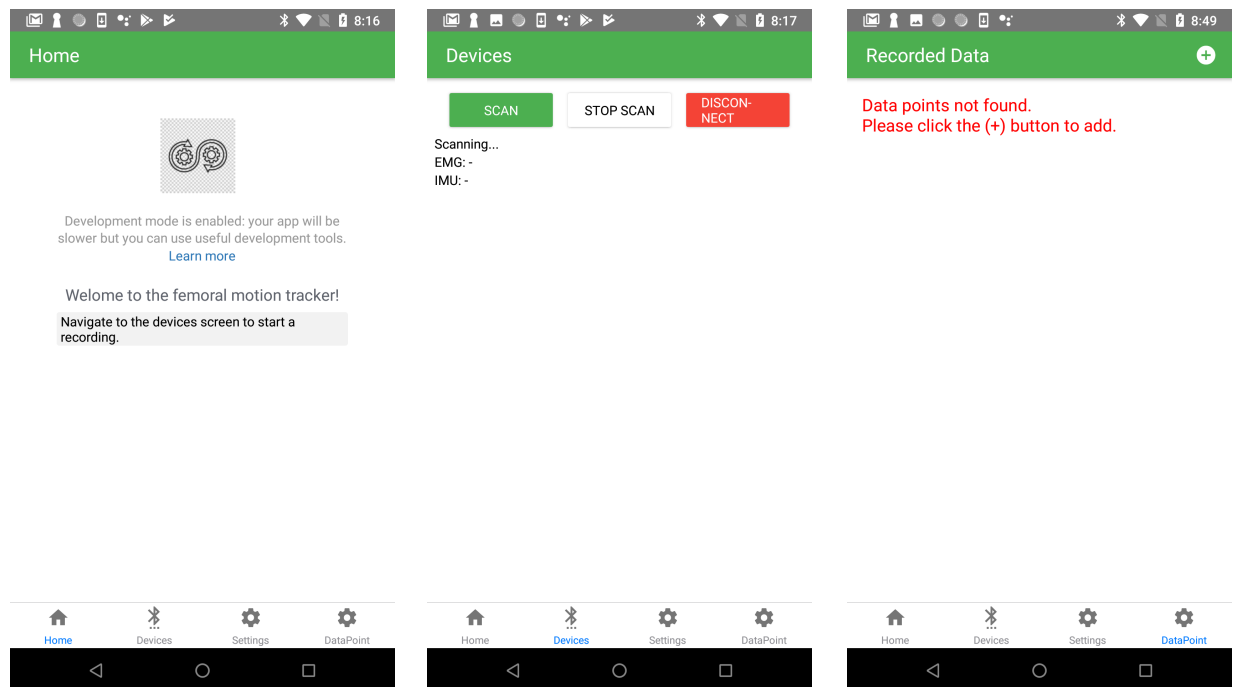 8:16
Home
Development mode is enabled: your app will be
slower but you can use useful development tools.
Learn more
Welome to the femoral motion tracker!
Navigate to the devices screen to start a
recording.
Home Devices Settings DataPoint
8:17
Devices
SCAN STOP SCAN DISCON-
NECT
Scanning...
EMG: -
IMU: -
Home Devices Settings DataPoint
8:49
Recorded Data
Data points not found.
Please click the (+) button to add.
Home Devices Settings DataPoint